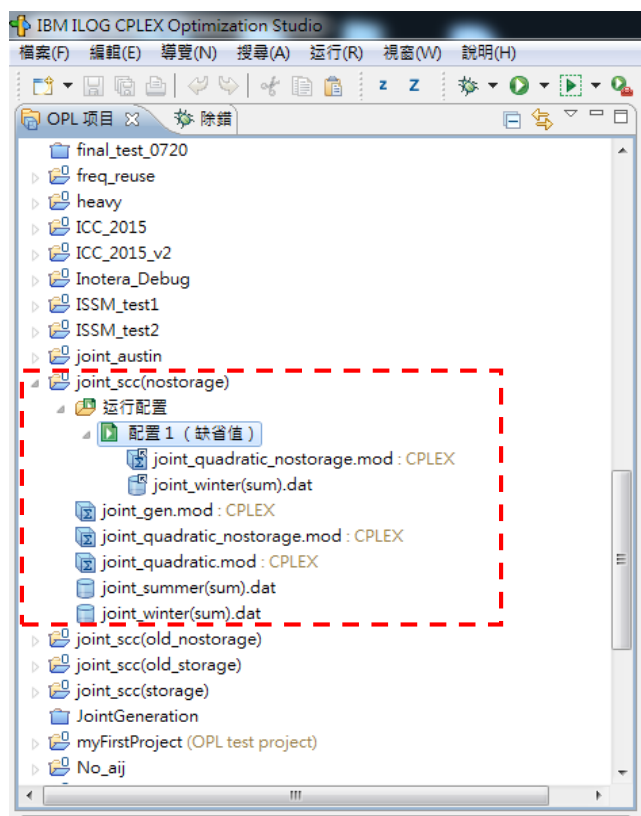 IBM ILOG CPLEX Optimization Studio
檔案(F) 編輯(E) 導覽(N) 搜尋(A) 运行(R) 視窗(W) 說明(H)
z Z
OPL 项目 除錯
final_test_0720
freq_reuse
heavy
ICC_2015
ICC_2015_v2
Inotera_Debug
ISSM_test1
ISSM_test2
joint_austin
joint_scc(nostorage)
运行配置
配置 1 （缺省值）
joint_quadratic_nostorage.mod : CPLEX
joint_winter(sum).dat
joint_gen.mod : CPLEX
joint_quadratic_nostorage.mod : CPLEX
joint_quadratic.mod : CPLEX
joint_summer(sum).dat
joint_winter(sum).dat
joint_scc(old_nostorage)
joint_scc(old_storage)
joint_scc(storage)
JointGeneration
myFirstProject (OPL test project)
No_aij